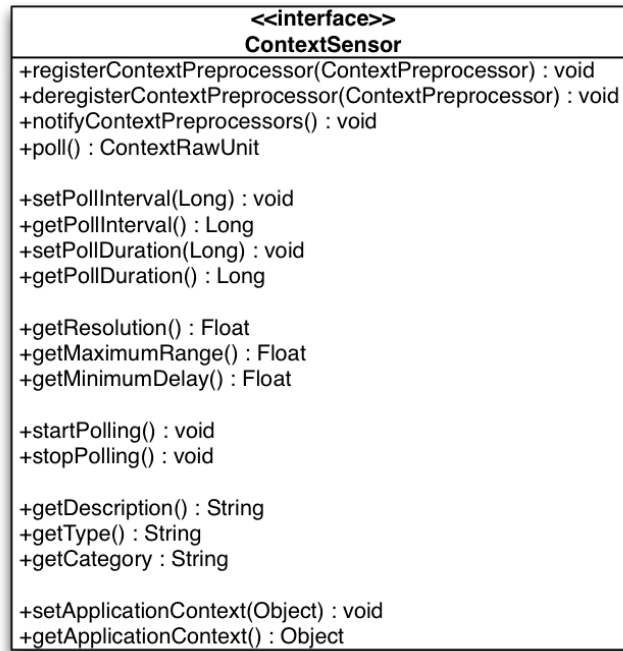 <<interface>>
ContextSensor
+registerContextPreprocessor(ContextPreprocessor) : void
+deregisterContextPreprocessor(ContextPreprocessor) : void
+notifyContextPreprocessors() : void
+poll() : ContextRawUnit
+setPollInterval(Long) : void
+getPollInterval() : Long
+setPollDuration(Long) : void
+getPollDuration() : Long
+getResolution() : Float
+getMaximumRange() : Float
+getMinimumDelay() : Float
+startPolling() : void
+stopPolling() : void
+getDescription() : String
+getType() : String
+getCategory : String
+setApplicationContext(Object) : void
+getApplicationContext() : Object